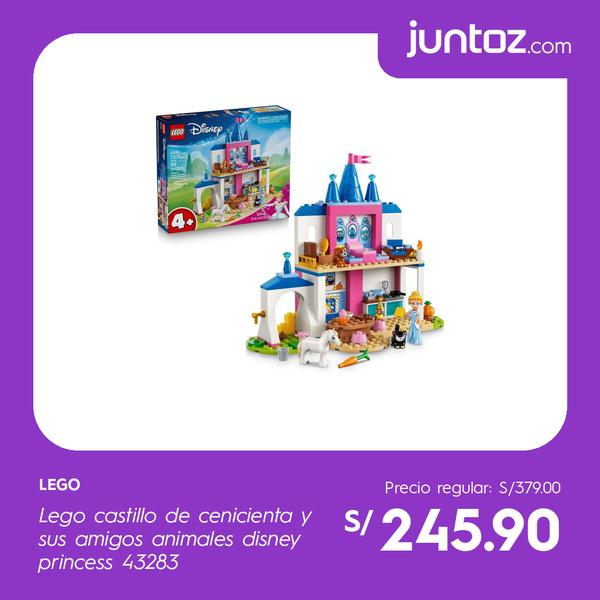 juntoz.com
LEGO
Disney
4+
PRINCESS
LEGO
Precio regular: S/379.00
Lego castillo de cenicienta y
sus amigos animales disney
princess 43283
S/ 245.90